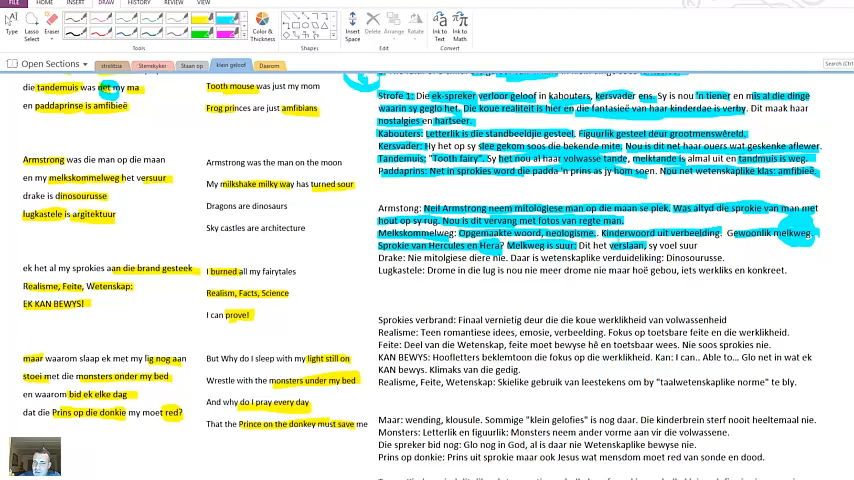 HOME
INSERT
DRAW
HISTORY
REVIEW
VIEW
Type
Lasso Select
Eraser
Color & Thickness
Insert Space
Delete
Arrange
Rotate
Ink to Text
Ink to Math
Tools
Shapes
Edit
Convert
Open Sections
struktuur
Sterrekyker
Staan op
klein geloof
Daarom
Search (Ctrl
die tandemuis was net my ma
en paddaprinse is amfibieë
Armstrong was die man op die maan
en my melkskommelweg het versuur
drake is dinosourusse
lugkastele is argitektuur
ek het al my sprokies aan die brand gesteek
Realisme, Feite, Wetenskap:
EK KAN BEWYS!
maar waarom slaap ek met my lig nog aan
stoei met die monsters onder my bed
en waarom bid ek elke dag
dat die Prins op die donkie my moet red?
Tooth mouse was just my mom
Frog princes are just amfibians
Armstrong was the man on the moon
My milkshake milky way has turned sour
Dragons are dinosaurs
Sky castles are architecture
I burned all my fairytales
Realism, Facts, Science
I can prove!
But Why do I sleep with my light still on
Wrestle with the monsters under my bed
And why do I pray every day
That the Prince on the donkey must save me
Strofe 1: Die ek-spreker verloor geloof in kabouters, kersvader ens. Sy is nou 'n tiener en mis al die dinge
waarin sy geglo het. Die koue realiteit is hier en die fantasieë van haar kinderdae is verby. Dit maak haar
nostalgies en hartseer.
Kabouters: Letterlik is die standbeeldjie gesteel. Figuurlik gesteel deur grootmenswêreld.
Kersvader: Hy het op sy slee gekom soos die bekende mite. Nou is dit net haar ouers wat geskenke aflewer.
Tandemuis: "Tooth fairy". Sy het nou al haar volwasse tande, melktande is almal uit en tandmuis is weg.
Paddaprins: Net in sprokies word die padda 'n prins as jy hom soen. Nou net wetenskaplike klas: amfibieë.
Armstong: Neil Armstrong neem mitologiese man op die maan se plek. Was altyd die sprokie van man met
hout op sy rug. Nou is dit vervang met fotos van regte man.
Melkskommelweg: Opgemaakte woord, neologisme.. Kinderwoord uit verbeelding.  Gewoonlik melkweg.
Sprokie van Hercules en Hera? Melkweg is suur: Dit het verslaan, sy voel suur
Drake: Nie mitolgiese diere nie. Daar is wetenskaplike verduideliking: Dinosourusse.
Lugkastele: Drome in die lug is nou nie meer drome nie maar hoë gebou, iets werkliks en konkreet.
Sprokies verbrand: Finaal vernietig deur die die koue werklikheid van volwassenheid
Realisme: Teen romantiese idees, emosie, verbeelding. Fokus op toetsbare feite en die werklikheid.
Feite: Deel van die Wetenskap, feite moet bewyse hê en toetsbaar wees. Nie soos sprokies nie.
KAN BEWYS: Hoofletters beklemtoon die fokus op die werklikheid. Kan: I can.. Able to... Glo net in wat ek
KAN bewys. Klimaks van die gedig.
Realisme, Feite, Wetenskap: Skielike gebruik van leestekens om by "taalwetenskaplike norme" te bly.
Maar: wending, klousule. Sommige "klein gelofies" is nog daar. Die kinderbrein sterf nooit heeltemal nie.
Monsters: Letterlik en figuurlik: Monsters neem ander vorme aan vir die volwassene.
Die spreker bid nog: Glo nog in God, al is daar nie Wetenskaplike bewyse nie.
Prins op donkie: Prins uit sprokie maar ook Jesus wat mensdom moet red van sonde en dood.